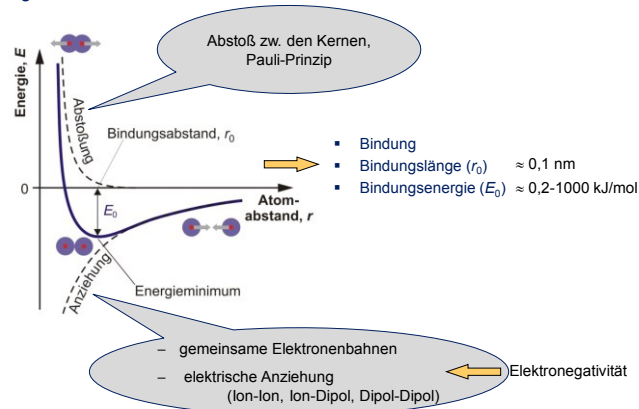 Abstoß zw. den Kernen,
Pauli-Prinzip
Energie, E
Abstoßung
Bindungsabstand, r₀
▪ Bindung
▪ Bindungslänge (r₀) ≈ 0,1 nm
▪ Bindungsenergie (E₀) ≈ 0,2-1000 kJ/mol
0
E₀
Atom-
abstand, r
Anziehung
Energieminimum
– gemeinsame Elektronenbahnen
– elektrische Anziehung
(Ion-Ion, Ion-Dipol, Dipol-Dipol)
Elektronegativität